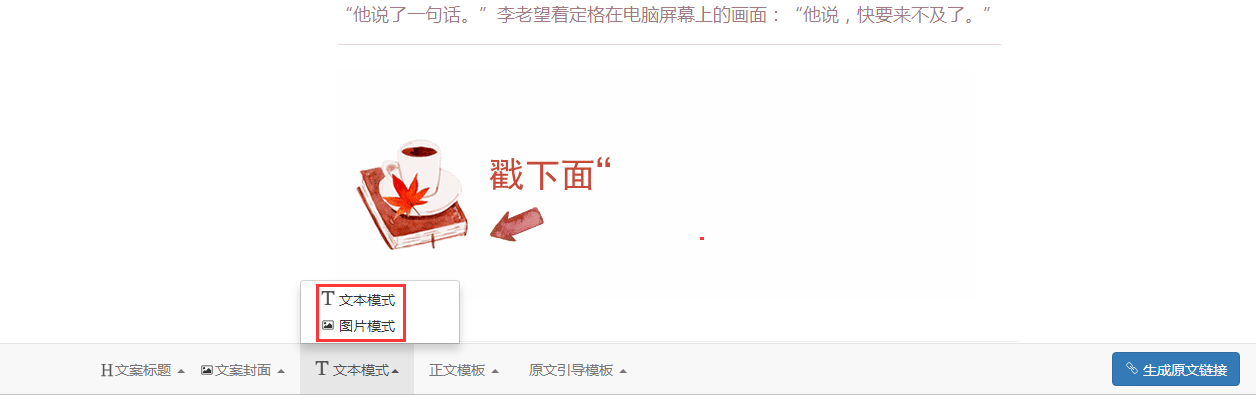 “他说了一句话。”李老望着定格在电脑屏幕上的画面：“他说，快要来不及了。”
戳下面“
文本模式
图片模式
文案标题 文案封面 文本模式 正文模板 原文引导模板 生成原文链接